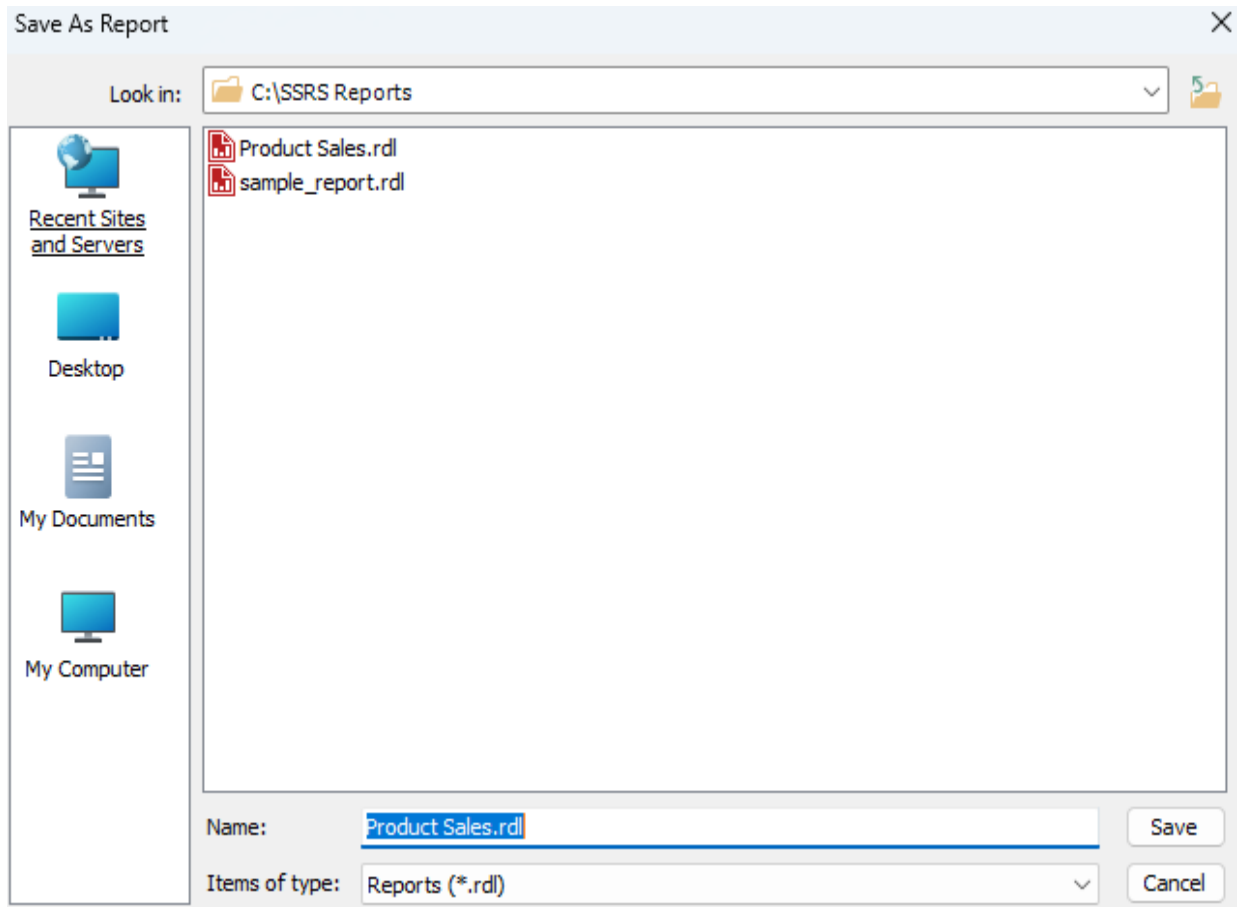 Save As Report
Look in:
C:\SSRS Reports
Recent Sites
and Servers
Desktop
My Documents
My Computer
Product Sales.rdl
sample_report.rdl
Name:
Product Sales.rdl
Save
Items of type:
Reports (*.rdl)
Cancel